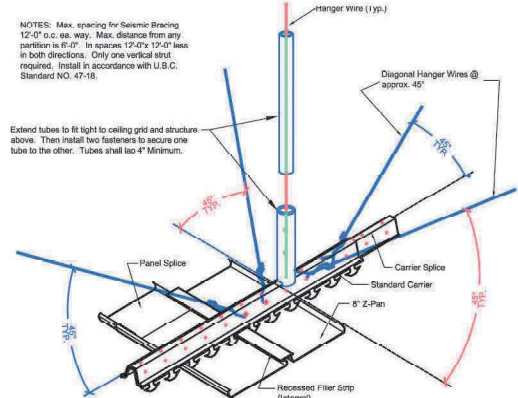 Hanger Wire (Typ.)
NOTES: Max. spacing for Seismic Bracing
12'-0" o.c. ea. way. Max. distance from any
partition is 6'-0". In spaces 12'-0"x 12'-0" less
in both directions. Only one vertical strut
required. Install in accordance with U.B.C.
Standard NO. 47-18.
Diagonal Hanger Wires @
approx. 45°
Extend tubes to fit tight to ceiling grid and structure
above. Then install two fasteners to secure one
tube to the other. Tubes shall lap 4" Minimum.
45°
TYP.
45°
TYP.
Panel Splice
Carrier Splice
Standard Carrier
8" Z-Pan
45°
TYP.
TYP.
Recessed Filler Strip
(Integral)